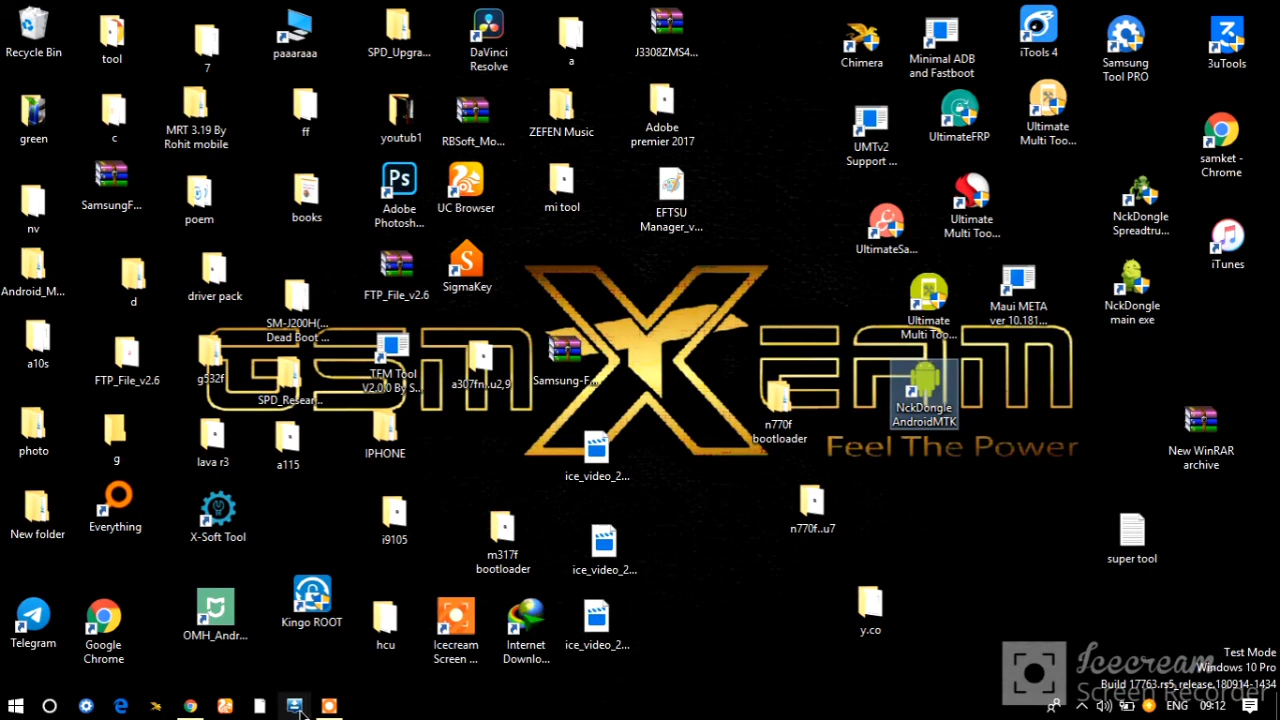 Recycle Bin
tool
7
paaaraaa
SPD_Upgra...
DaVinci
Resolve
a
J3308ZMS4...
Chimera
Minimal ADB
and Fastboot
iTools 4
Samsung
Tool PRO
3uTools
green
c
MRT 3.19 By
Rohit mobile
ff
youtub1
RBSoft_Mo...
ZEFEN Music
Adobe
premier 2017
UMTv2
Support ...
UltimateFRP
Ultimate
Multi Too...
samket -
Chrome
nv
SamsungF...
poem
books
Ps
Adobe
Photosh...
UC Browser
mi tool
EFTSU
Manager_v...
UltimateSa...
Ultimate
Multi Too...
NckDongle
Spreadtru...
iTunes
Android_M...
d
driver pack
SM-J200H(...
Dead Boot ...
FTP_File_v2.6
S
SigmaKey
Ultimate
Multi Too...
Maui META
ver 10.181...
NckDongle
main exe
GSM X TEAM
Feel The Power
a10s
FTP_File_v2.6
g532f
SPD_Resear...
TFM Tool
V2.0.0 By S...
a307fn..u2,9
Samsung-F...
n770f
bootloader
NckDongle
AndroidMTK
photo
g
lava r3
a115
IPHONE
ice_video_2...
New WinRAR
archive
New folder
Everything
X-Soft Tool
i9105
m317f
bootloader
ice_video_2...
n770f..u7
super tool
Telegram
Google
Chrome
OMH_Andr...
Kingo ROOT
hcu
Icecream
Screen ...
Internet
Downlo...
ice_video_2...
y.co
Icecream
Screen Recorder
Test Mode
Windows 10 Pro
Build 17763.rs5_release.180914-1434
ENG
09:12